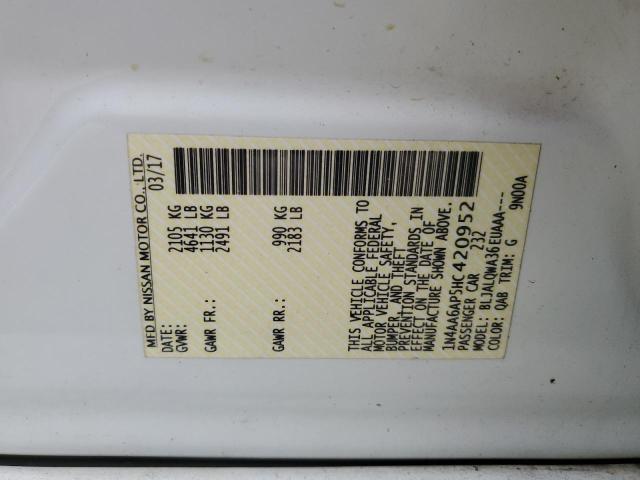 MFD BY NISSAN MOTOR CO., LTD.
DATE: 03/17
GVWR: 2105 KG
4641 LB
GAWR FR: 1130 KG
2491 LB
GAWR RR: 990 KG
2183 LB
THIS VEHICLE CONFORMS TO
ALL APPLICABLE FEDERAL
MOTOR VEHICLE SAFETY,
BUMPER, AND THEFT
PREVENTION STANDARDS IN
EFFECT ON THE DATE OF
MANUFACTURE SHOWN ABOVE.
1N4AA6AP5HC420952
PASSENGER CAR 232
MODEL: BLJALQWA36EUAAA---
COLOR: QAB TRIM: G 9N00A